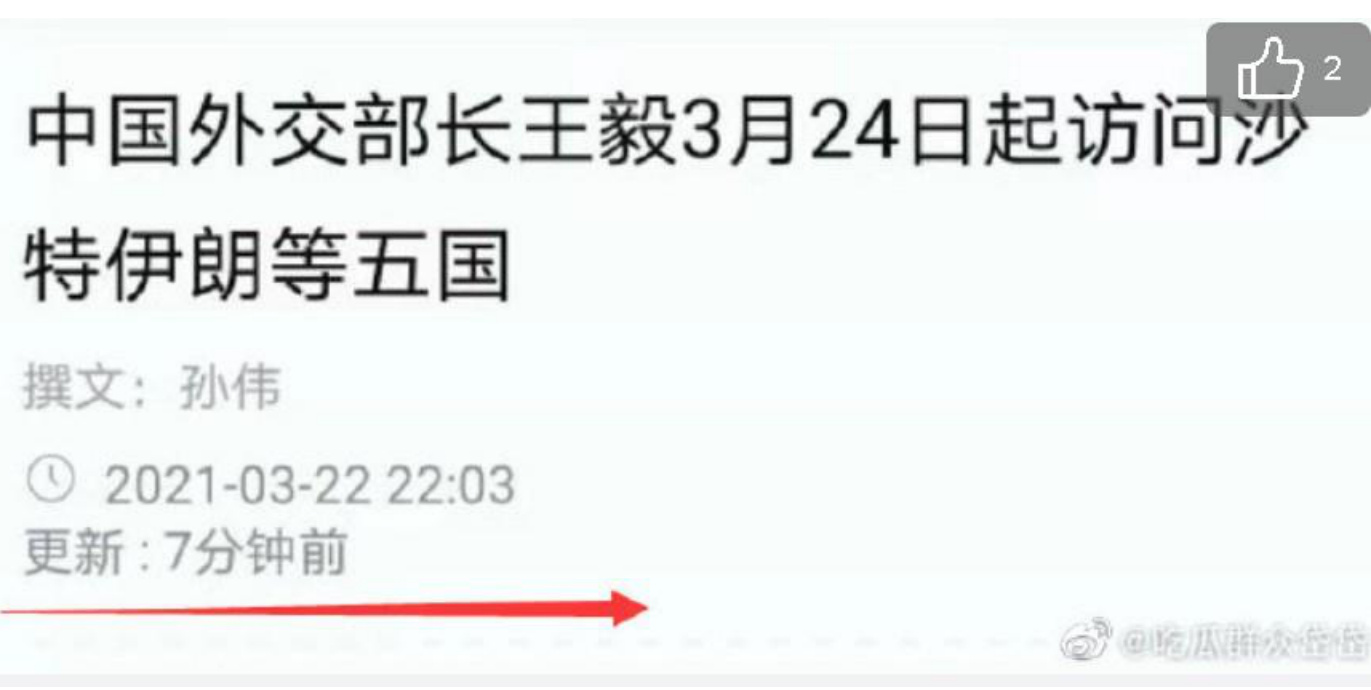 2
中国外交部长王毅3月24日起访问沙
特伊朗等五国
撰文：孙伟
2021-03-22 22:03
更新：7分钟前
@吃瓜群众岱岱